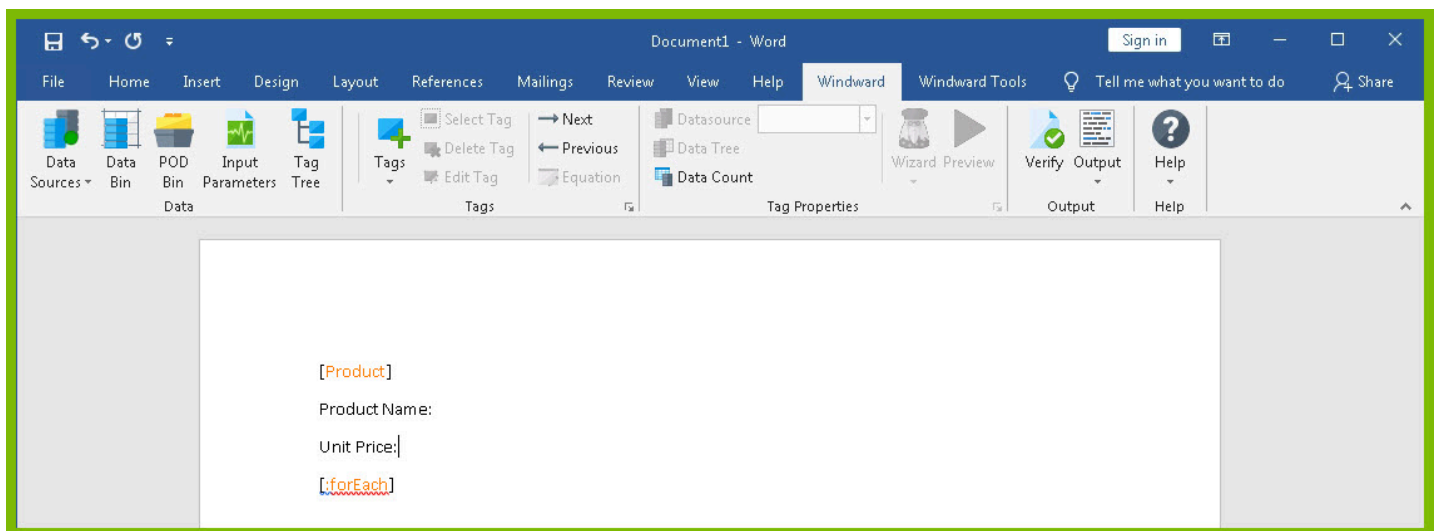 Document1 - Word
Sign in
File Home Insert Design Layout References Mailings Review View Help Windward Windward Tools Tell me what you want to do Share
Data Sources
Data Bin
POD Bin
Input Parameters
Tag Tree
Data
Tags
Select Tag
Delete Tag
Edit Tag
Next
Previous
Equation
Tags
Datasource
Data Tree
Data Count
Wizard Preview
Tag Properties
Verify Output
Output
Help
Help
[Product]
Product Name:
Unit Price:
[:forEach]